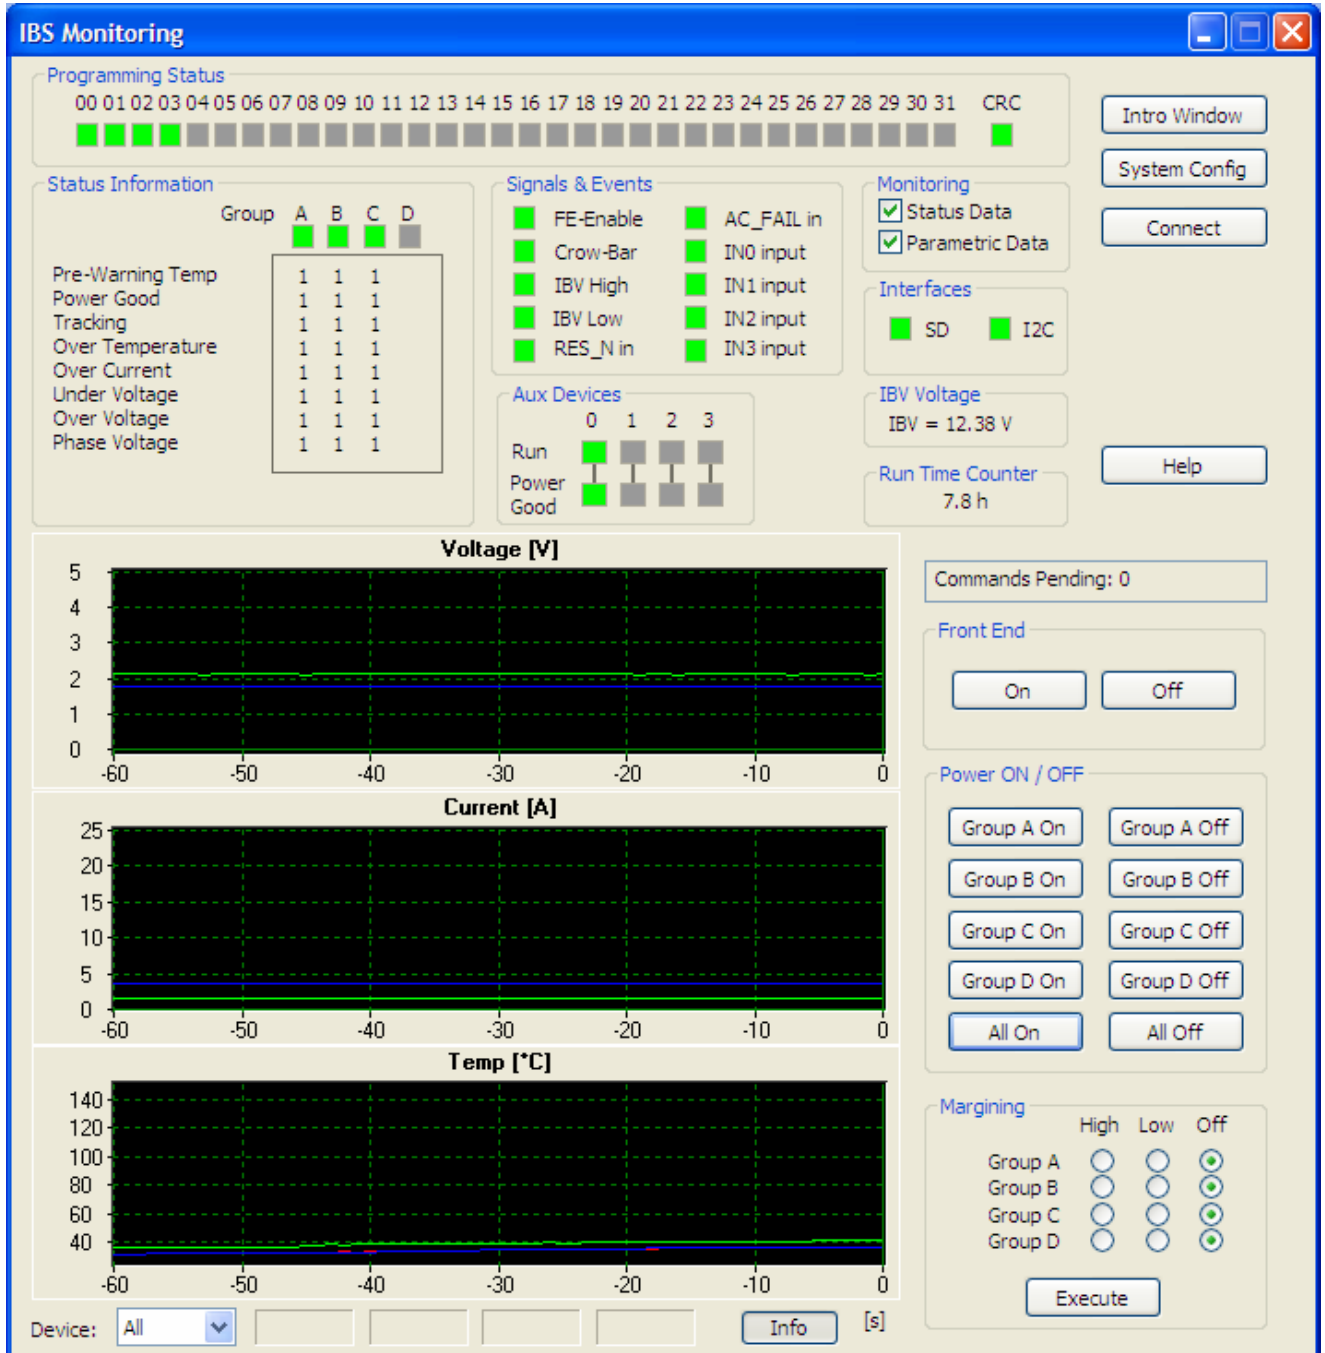 IBS Monitoring
Programming Status
00 01 02 03 04 05 06 07 08 09 10 11 12 13 14 15 16 17 18 19 20 21 22 23 24 25 26 27 28 29 30 31 CRC
Intro Window
System Config
Connect
Help
Status Information
Group A B C D
Pre-Warning Temp 1 1 1
Power Good 1 1 1
Tracking 1 1 1
Over Temperature 1 1 1
Over Current 1 1 1
Under Voltage 1 1 1
Over Voltage 1 1 1
Phase Voltage 1 1 1
Signals & Events
FE-Enable AC_FAIL in
Crow-Bar IN0 input
IBV High IN1 input
IBV Low IN2 input
RES_N in IN3 input
Aux Devices
0 1 2 3
Run
Power
Good
Monitoring
Status Data
Parametric Data
Interfaces
SD I2C
IBV Voltage
IBV = 12.38 V
Run Time Counter
7.8 h
Voltage [V]
5
4
3
2
1
0
-60 -50 -40 -30 -20 -10 0
Current [A]
25
20
15
10
5
0
-60 -50 -40 -30 -20 -10 0
Temp [°C]
140
120
100
80
60
40
-60 -50 -40 -30 -20 -10 0
Device: All Info [s]
Commands Pending: 0
Front End
On Off
Power ON / OFF
Group A On Group A Off
Group B On Group B Off
Group C On Group C Off
Group D On Group D Off
All On All Off
Margining
High Low Off
Group A
Group B
Group C
Group D
Execute